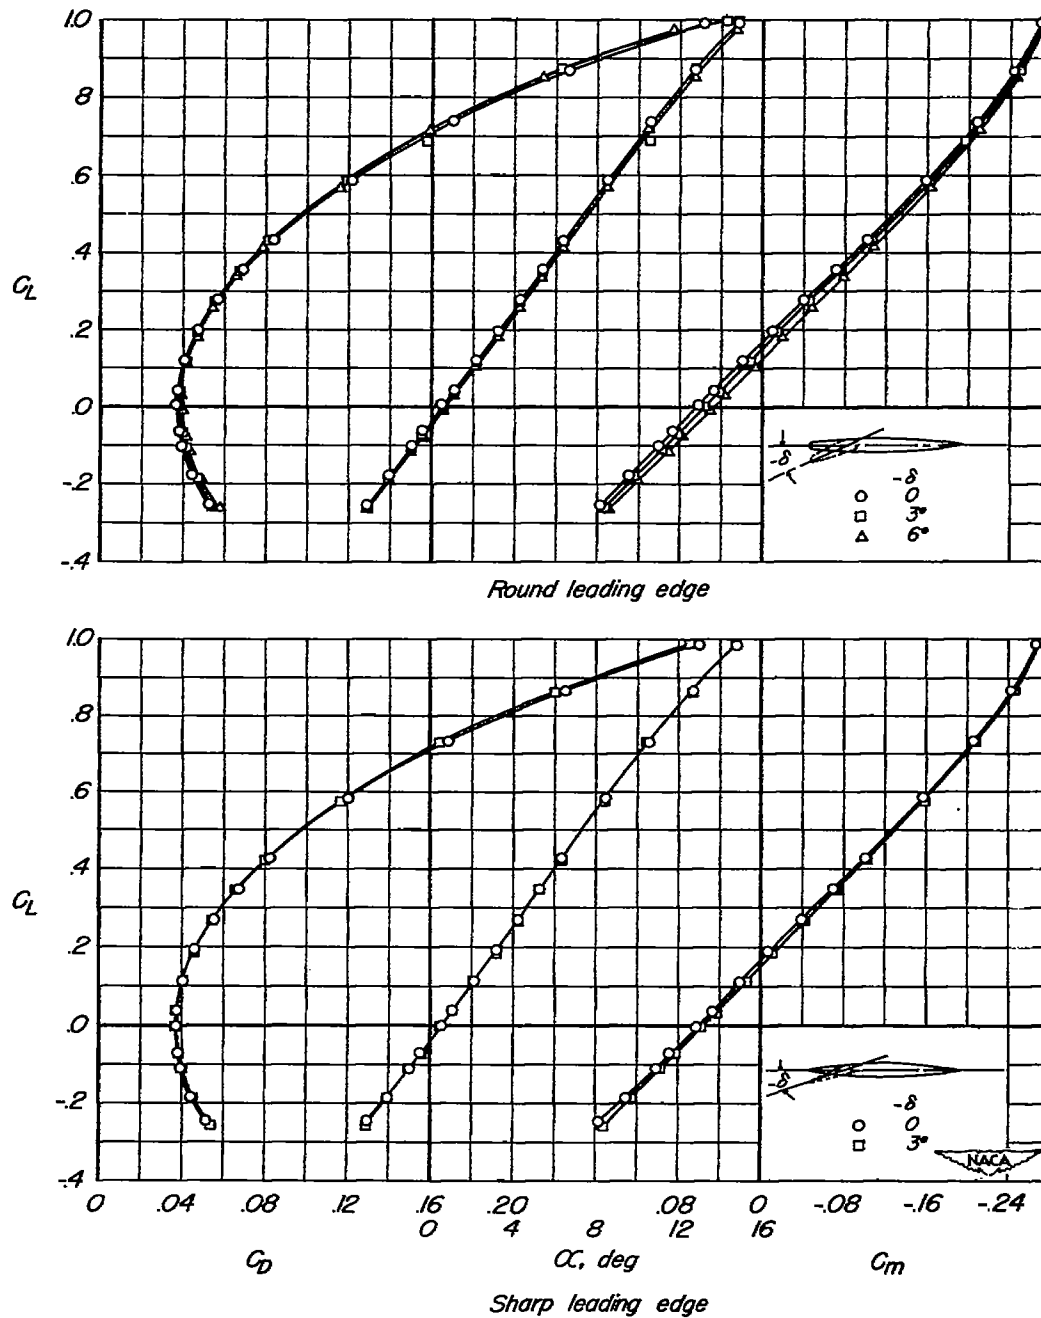 1.0
.8
.6
.4
C_L
.2
.0
-.2
-.4
-δ
-δ
○ 0
□ 3°
△ 6°
Round leading edge
1.0
.8
.6
.4
C_L
.2
.0
-.2
-.4
-δ
-δ
○ 0
□ 3°
NACA
0 .04 .08 .12 .16 .20 .08 0 -.08 -.16 -.24
0 4 8 12 16
C_D α, deg C_m
Sharp leading edge